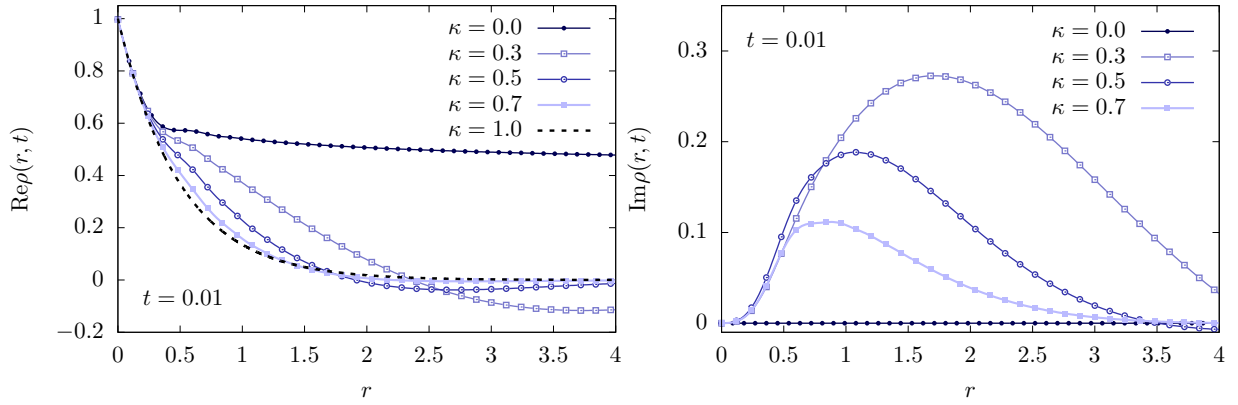 Reρ(r, t)
1
0.8
0.6
0.4
0.2
0
−0.2
κ = 0.0
κ = 0.3
κ = 0.5
κ = 0.7
κ = 1.0
t = 0.01
0 0.5 1 1.5 2 2.5 3 3.5 4
r
Imρ(r, t)
0.3
0.2
0.1
0
t = 0.01
κ = 0.0
κ = 0.3
κ = 0.5
κ = 0.7
0 0.5 1 1.5 2 2.5 3 3.5 4
r